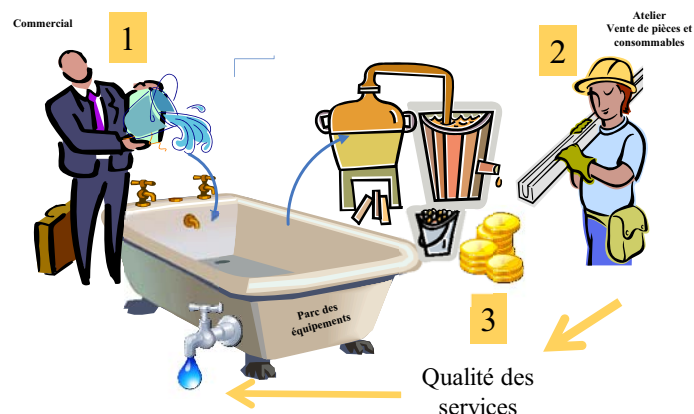 Commercial
1
2
Atelier
Vente de pièces et
consommables
Parc des
équipements
3
Qualité des
services